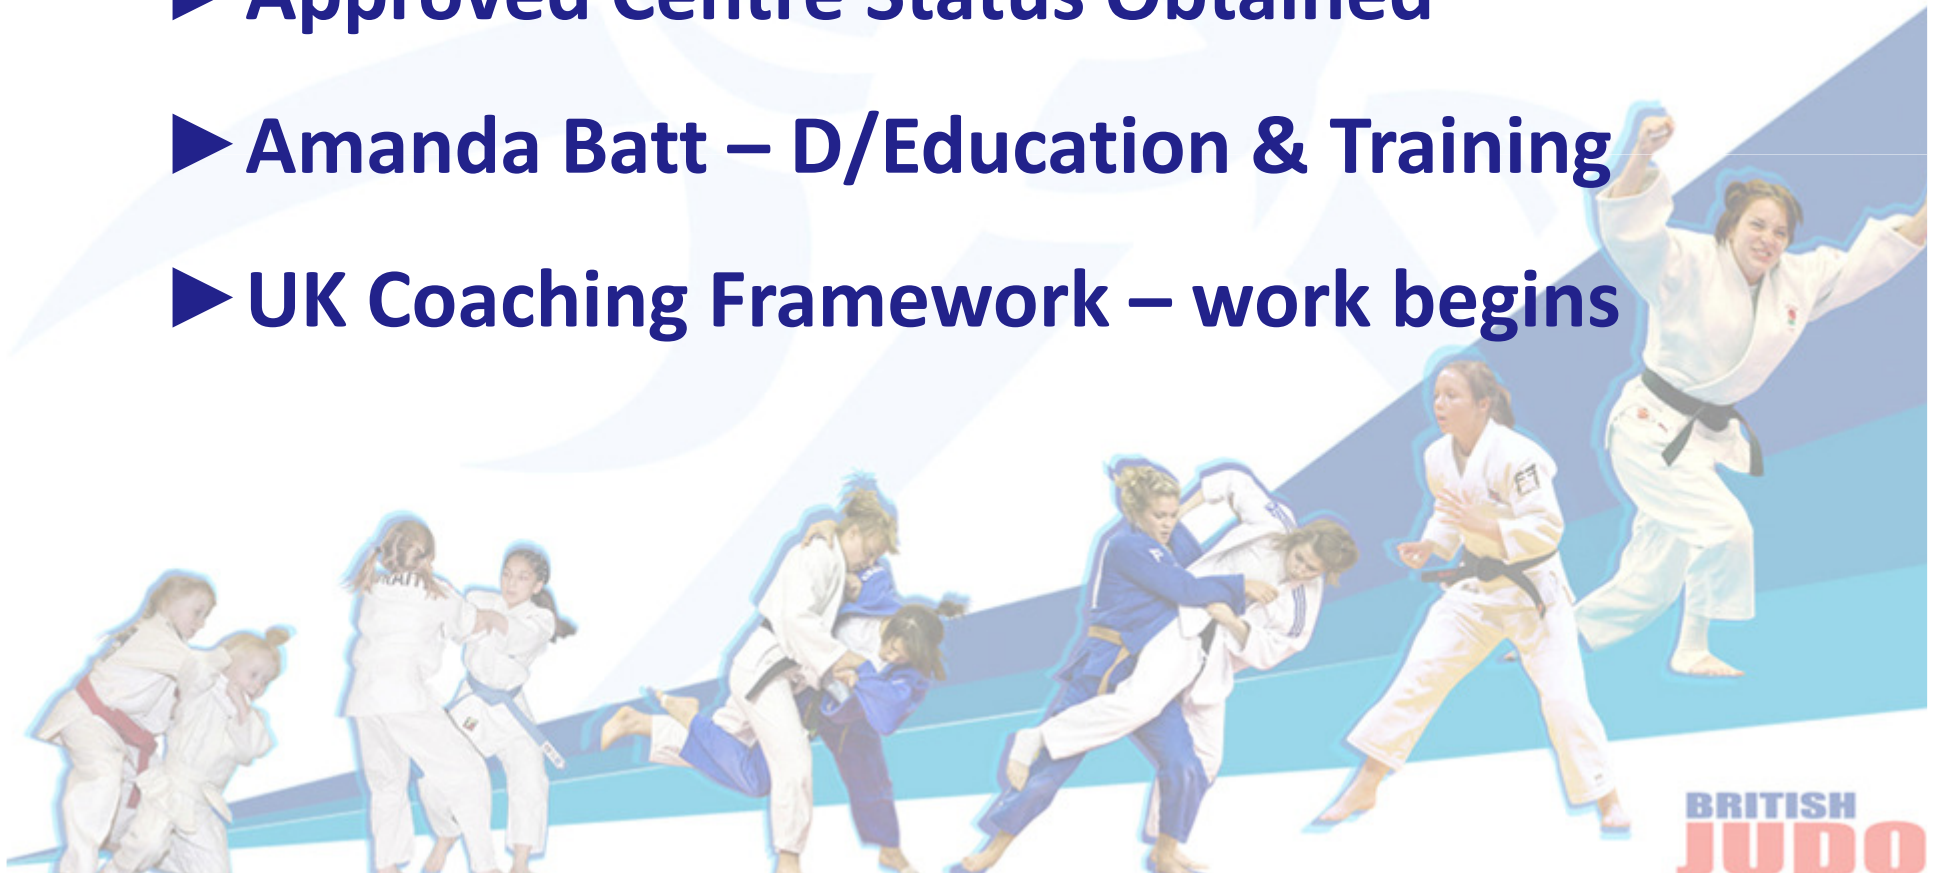 ►Approved Centre Status Obtained
►Amanda Batt – D/Education & Training
►UK Coaching Framework – work begins
BRITISH
JUDO